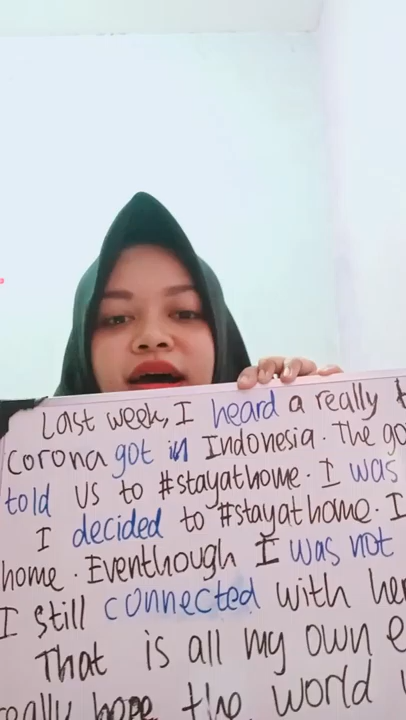 Last week, I heard a really
corona got in Indonesia. The
told us to #stayathome. I was
I decided to #stayathome. I
home. Eventhough I was not
I still connected with
That is all my own
really hope the world